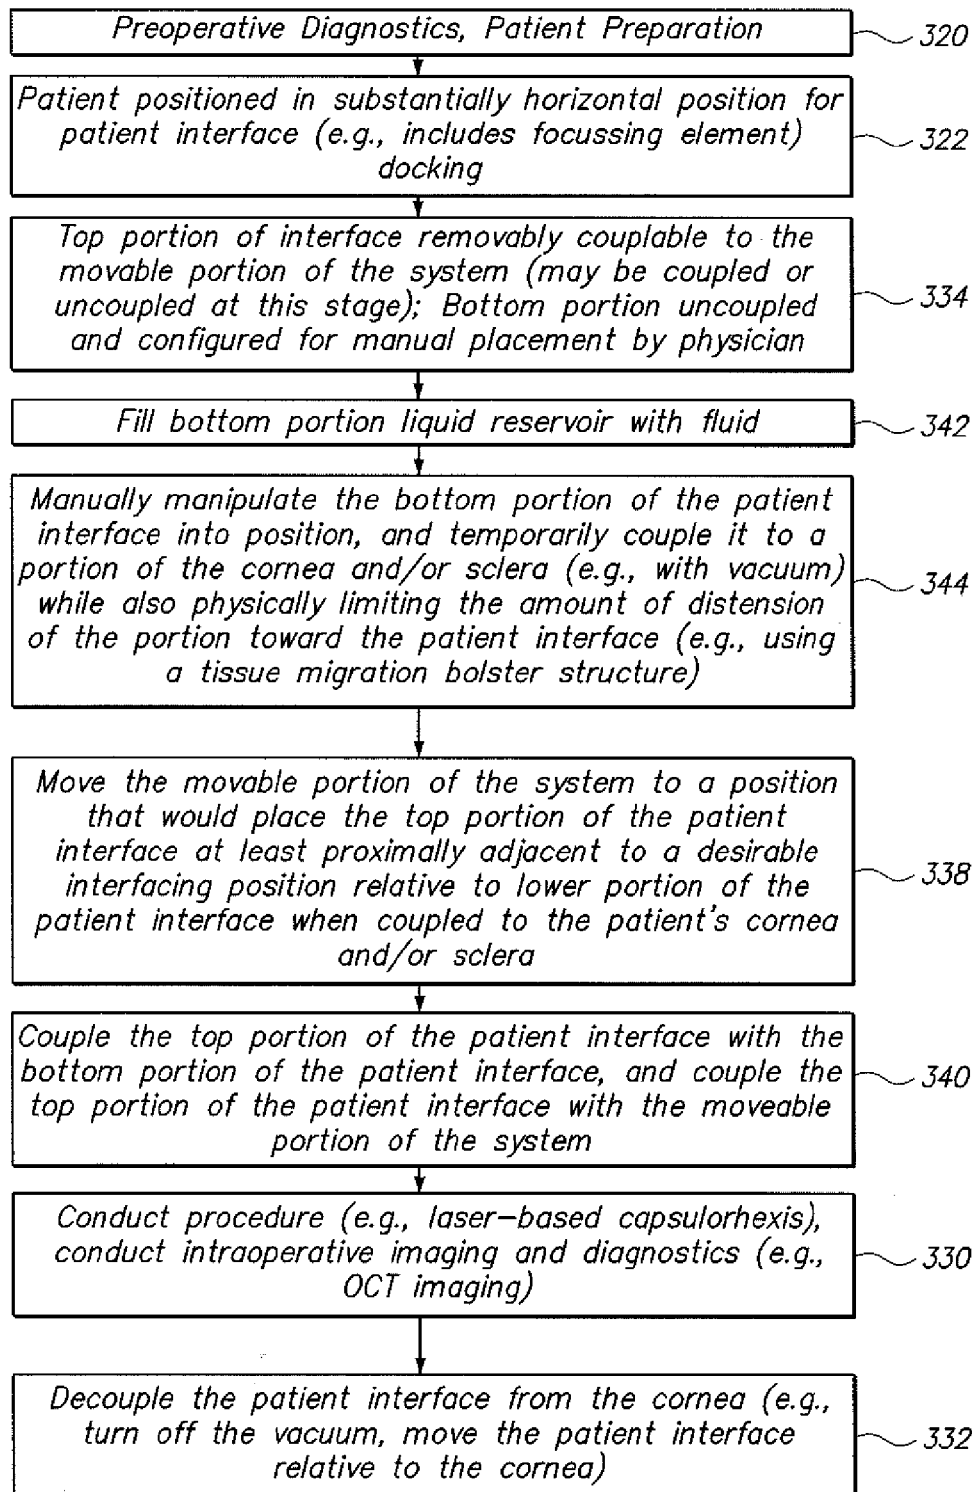 Preoperative Diagnostics, Patient Preparation
320
Patient positioned in substantially horizontal position for
patient interface (e.g., includes focussing element)
docking
322
Top portion of interface removably couplable to the
movable portion of the system (may be coupled or
uncoupled at this stage); Bottom portion uncoupled
and configured for manual placement by physician
334
Fill bottom portion liquid reservoir with fluid
342
Manually manipulate the bottom portion of the patient
interface into position, and temporarily couple it to a
portion of the cornea and/or sclera (e.g., with vacuum)
while also physically limiting the amount of distension
of the portion toward the patient interface (e.g., using
a tissue migration bolster structure)
344
Move the movable portion of the system to a position
that would place the top portion of the patient
interface at least proximally adjacent to a desirable
interfacing position relative to lower portion of the
patient interface when coupled to the patient's cornea
and/or sclera
338
Couple the top portion of the patient interface with the
bottom portion of the patient interface, and couple the
top portion of the patient interface with the moveable
portion of the system
340
Conduct procedure (e.g., laser-based capsulorhexis),
conduct intraoperative imaging and diagnostics (e.g.,
OCT imaging)
330
Decouple the patient interface from the cornea (e.g.,
turn off the vacuum, move the patient interface
relative to the cornea)
332